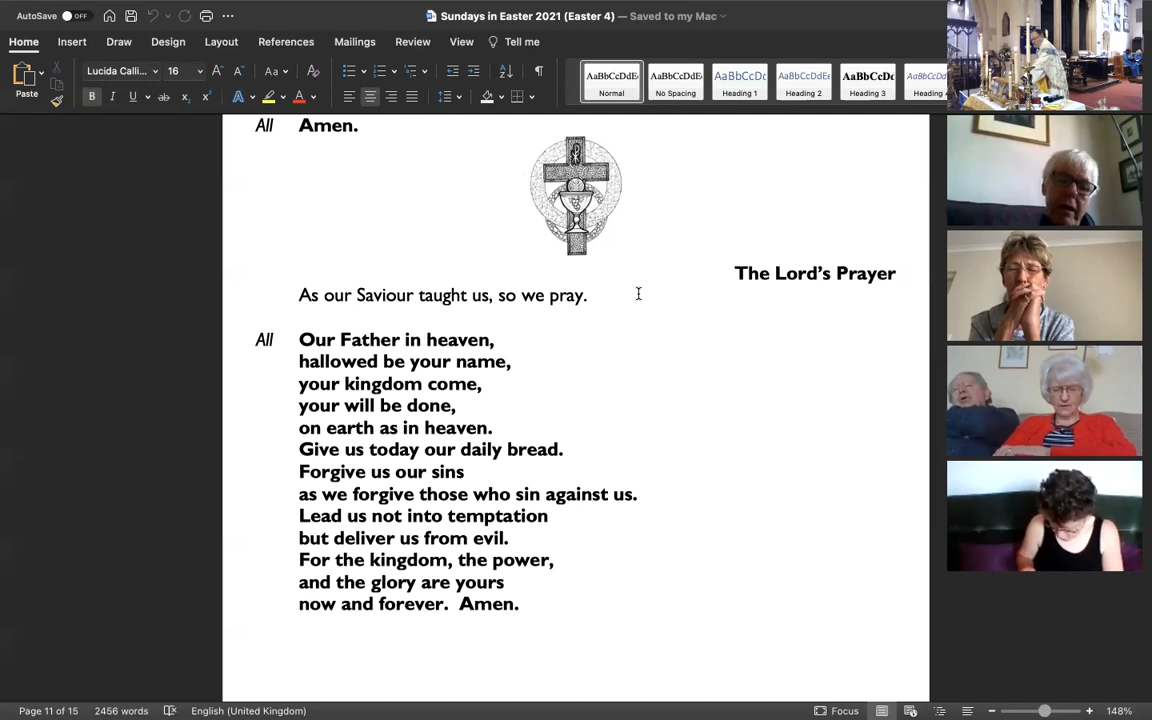 AutoSave OFF
Sundays in Easter 2021 (Easter 4) — Saved to my Mac
Home Insert Draw Design Layout References Mailings Review View Tell me
Paste
Lucida Calli... 16
B I U ab x₂ x²
AaBbCcDdEe AaBbCcDdEe AaBbCcDc AaBbCcDdEe AaBbCcDc AaBbCcDd
Normal No Spacing Heading 1 Heading 2 Heading 3 Heading
All Amen.
The Lord's Prayer
As our Saviour taught us, so we pray.
All Our Father in heaven,
hallowed be your name,
your kingdom come,
your will be done,
on earth as in heaven.
Give us today our daily bread.
Forgive us our sins
as we forgive those who sin against us.
Lead us not into temptation
but deliver us from evil.
For the kingdom, the power,
and the glory are yours
now and forever.  Amen.
Page 11 of 15 2456 words English (United Kingdom) Focus 148%